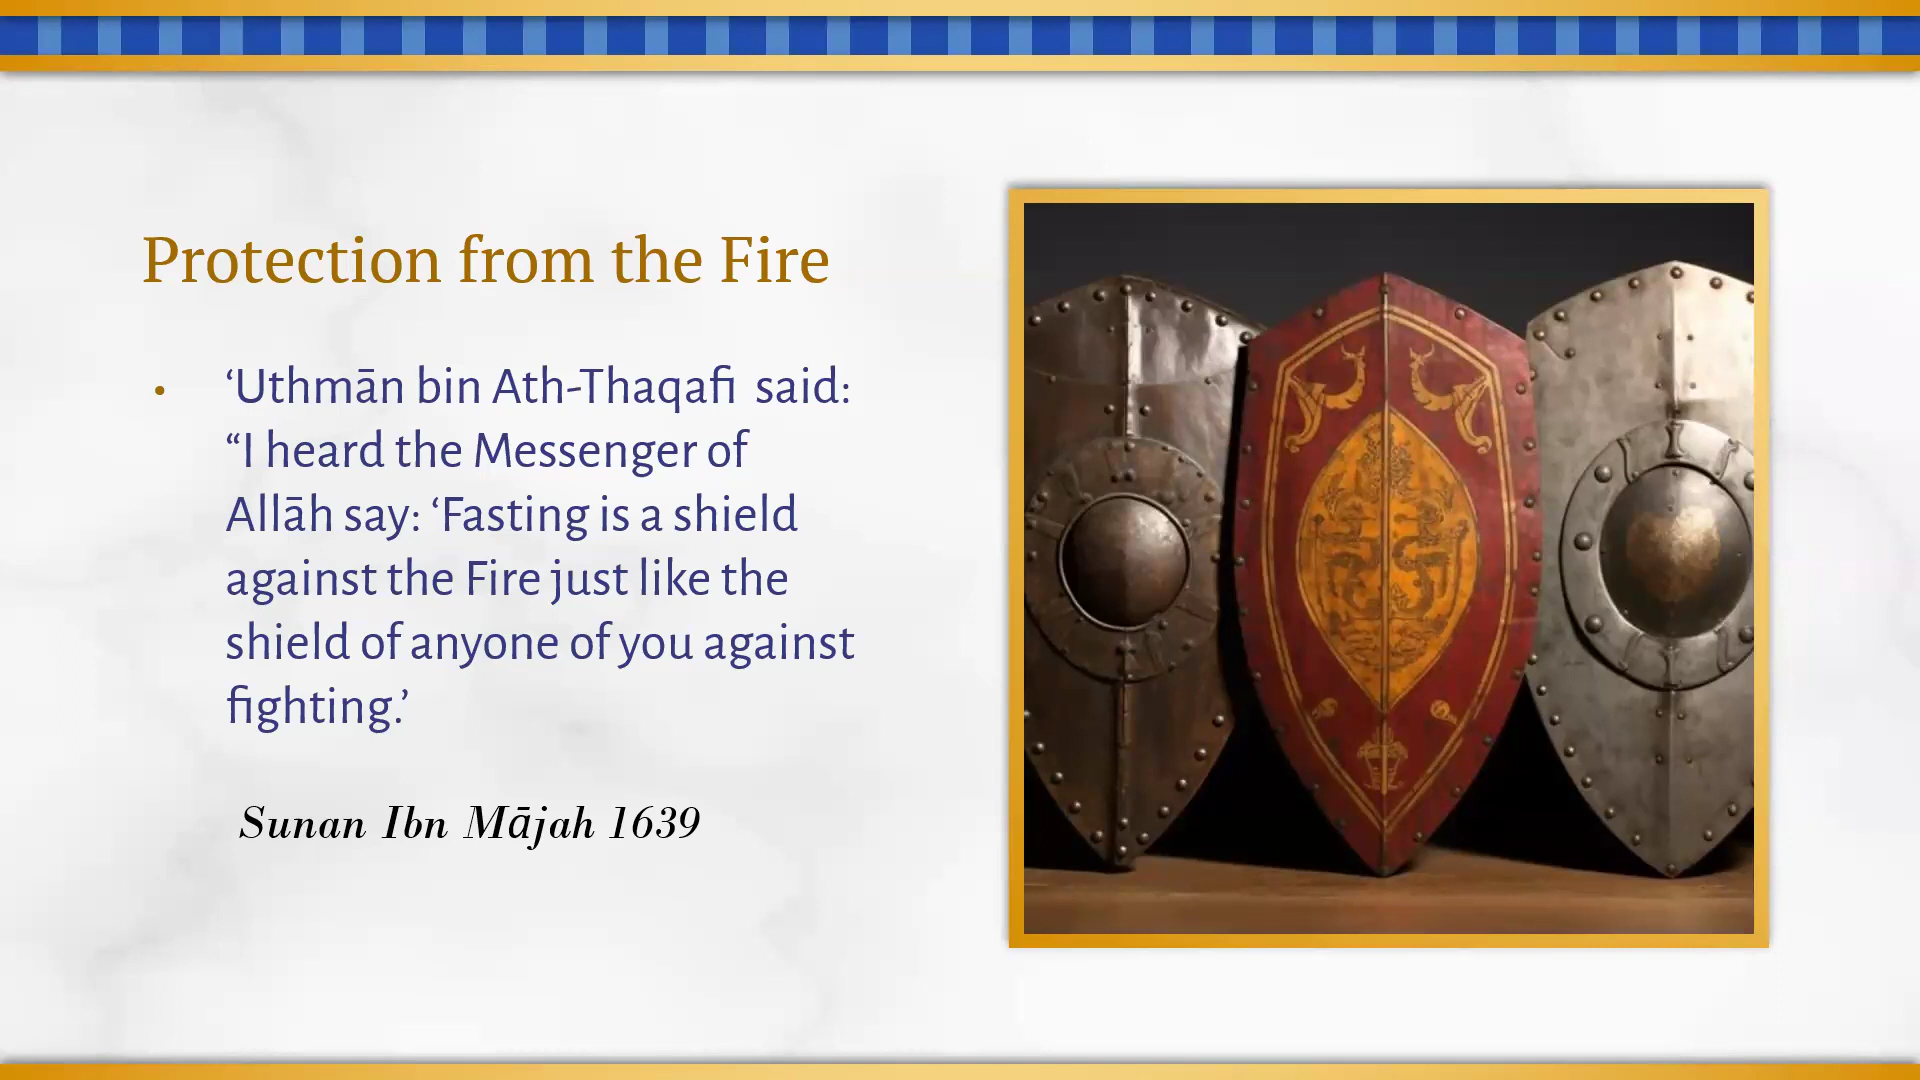 Protection from the Fire
• ‘Uthmān bin Ath-Thaqafi said:
“I heard the Messenger of
Allāh say: ‘Fasting is a shield
against the Fire just like the
shield of anyone of you against
fighting.’
Sunan Ibn Mājah 1639